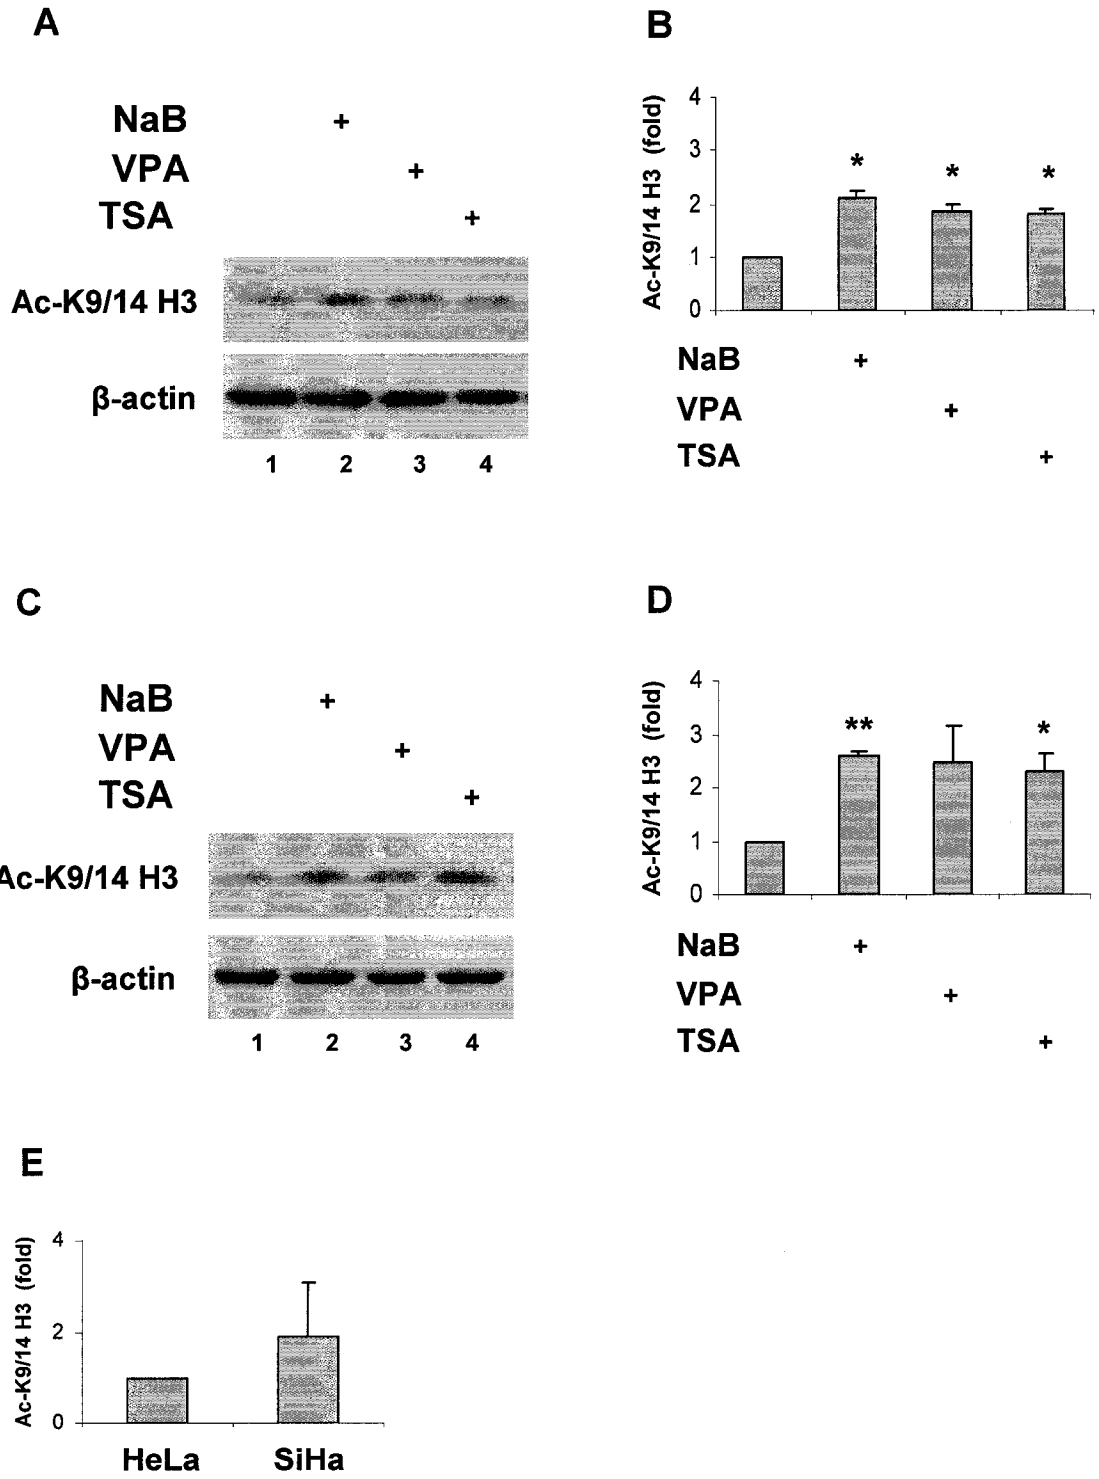 A
NaB +
VPA +
TSA +
Ac-K9/14 H3
β-actin
1 2 3 4
B
Ac-K9/14 H3 (fold)
4
3
2
1
0
* * *
NaB +
VPA +
TSA +
C
NaB +
VPA +
TSA +
Ac-K9/14 H3
β-actin
1 2 3 4
D
Ac-K9/14 H3 (fold)
4
3
2
1
0
** *
NaB +
VPA +
TSA +
E
Ac-K9/14 H3 (fold)
4
2
0
HeLa SiHa